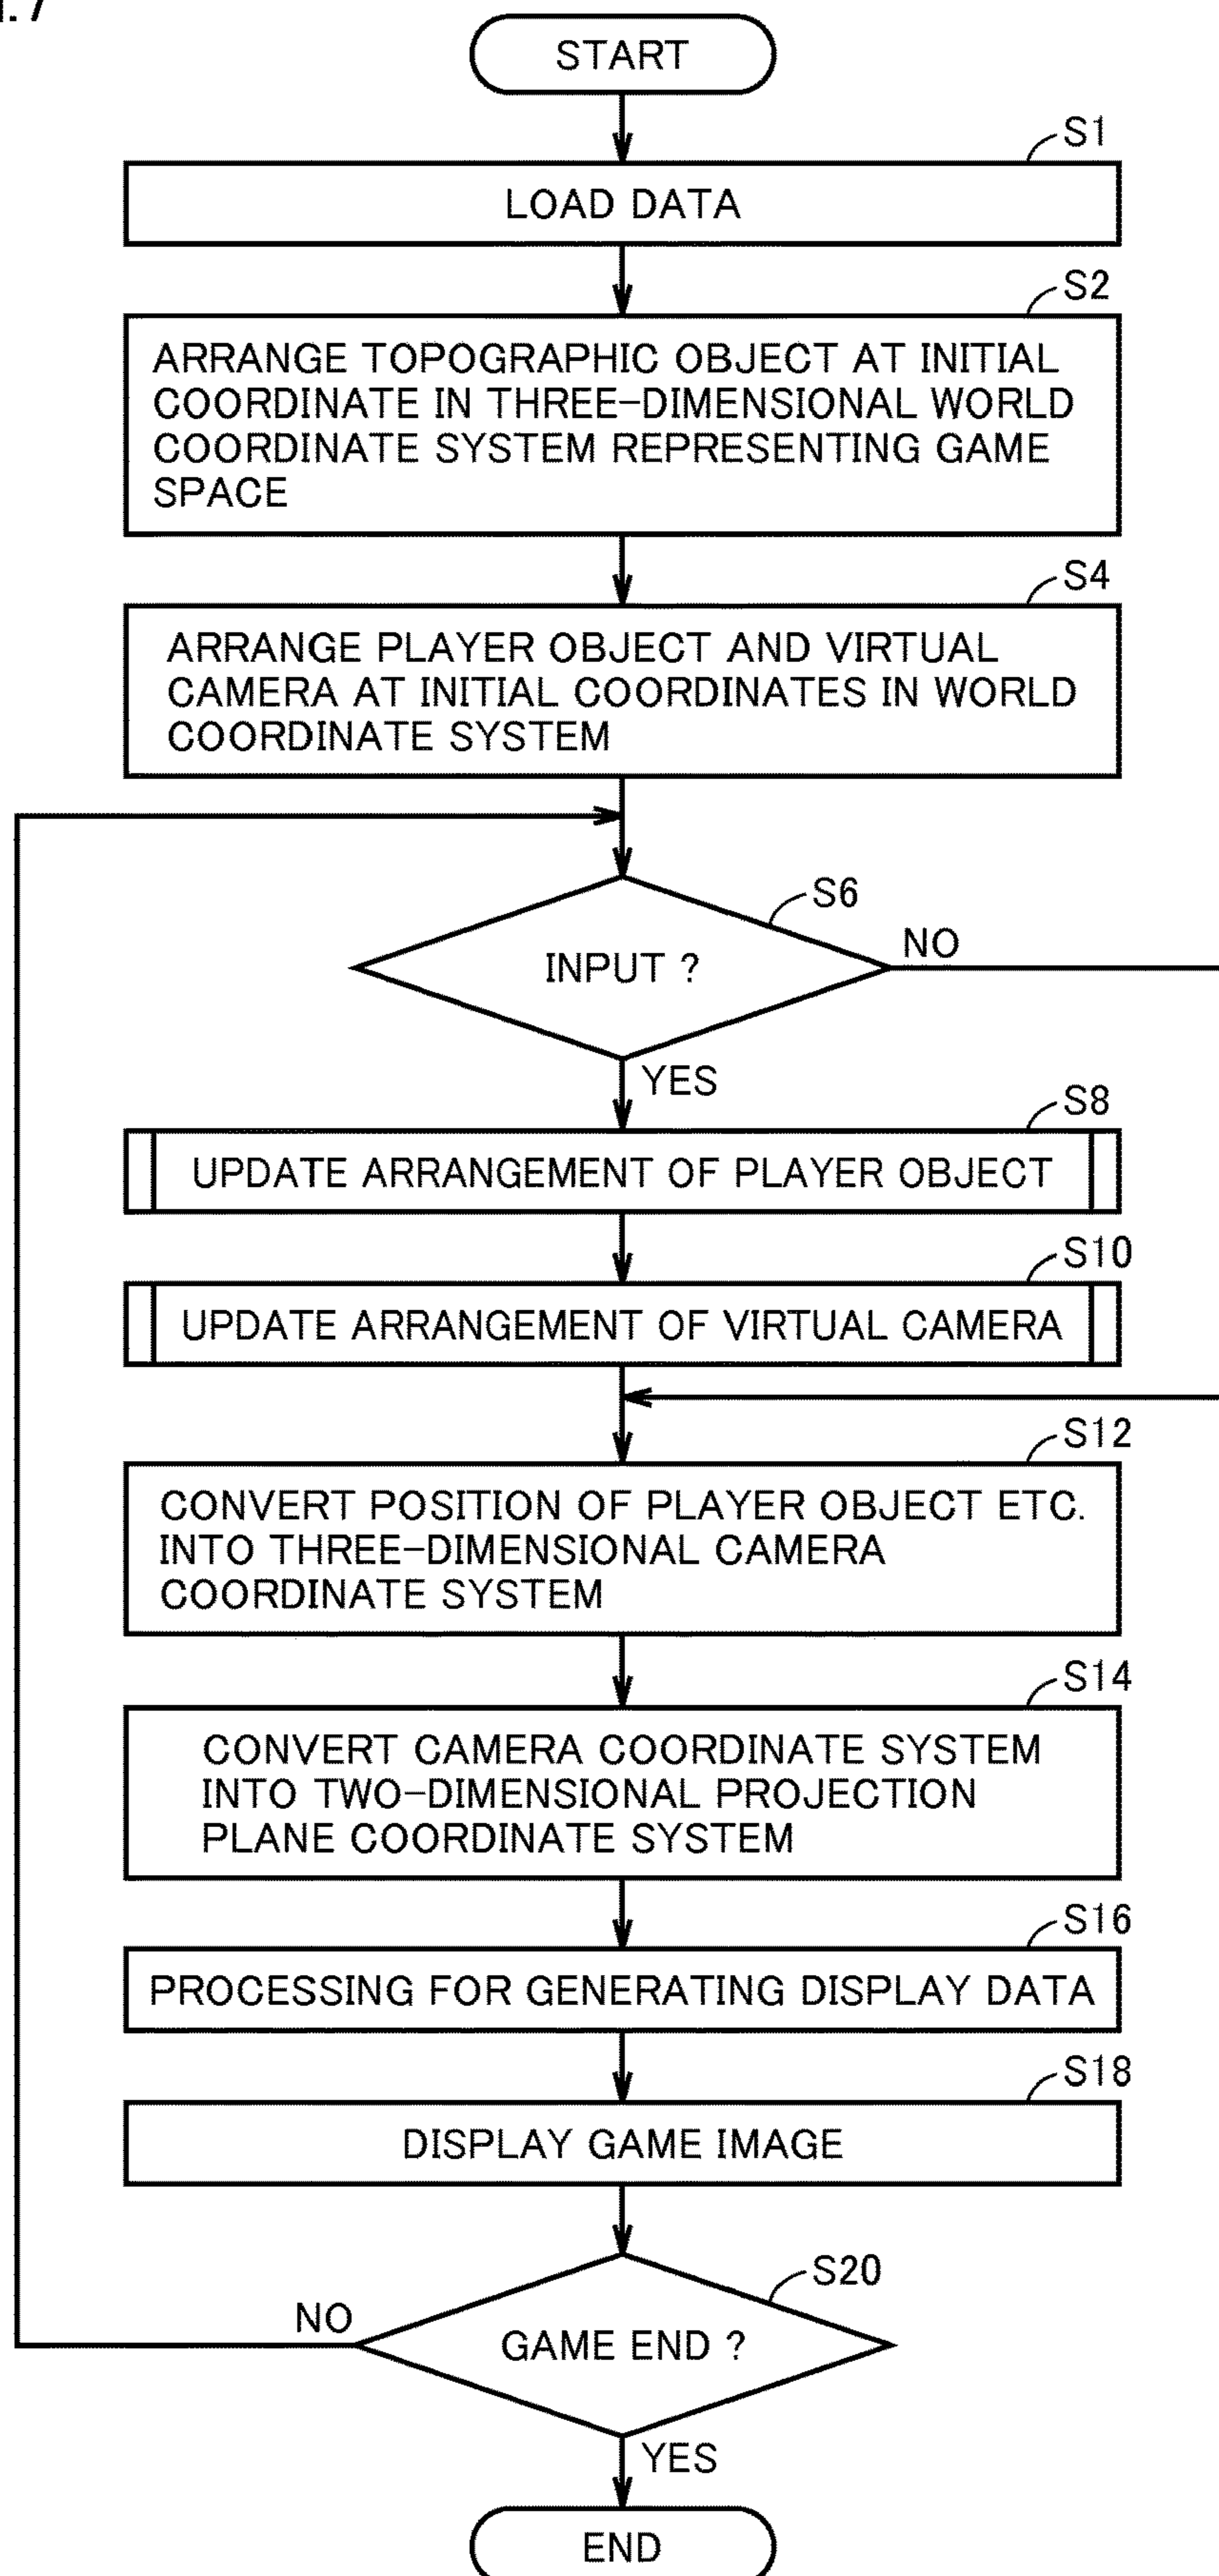 START
S1
LOAD DATA
S2
ARRANGE TOPOGRAPHIC OBJECT AT INITIAL
COORDINATE IN THREE-DIMENSIONAL WORLD
COORDINATE SYSTEM REPRESENTING GAME
SPACE
S4
ARRANGE PLAYER OBJECT AND VIRTUAL
CAMERA AT INITIAL COORDINATES IN WORLD
COORDINATE SYSTEM
S6
INPUT ?
NO
YES
S8
UPDATE ARRANGEMENT OF PLAYER OBJECT
S10
UPDATE ARRANGEMENT OF VIRTUAL CAMERA
S12
CONVERT POSITION OF PLAYER OBJECT ETC.
INTO THREE-DIMENSIONAL CAMERA
COORDINATE SYSTEM
S14
CONVERT CAMERA COORDINATE SYSTEM
INTO TWO-DIMENSIONAL PROJECTION
PLANE COORDINATE SYSTEM
S16
PROCESSING FOR GENERATING DISPLAY DATA
S18
DISPLAY GAME IMAGE
S20
GAME END ?
NO
YES
END